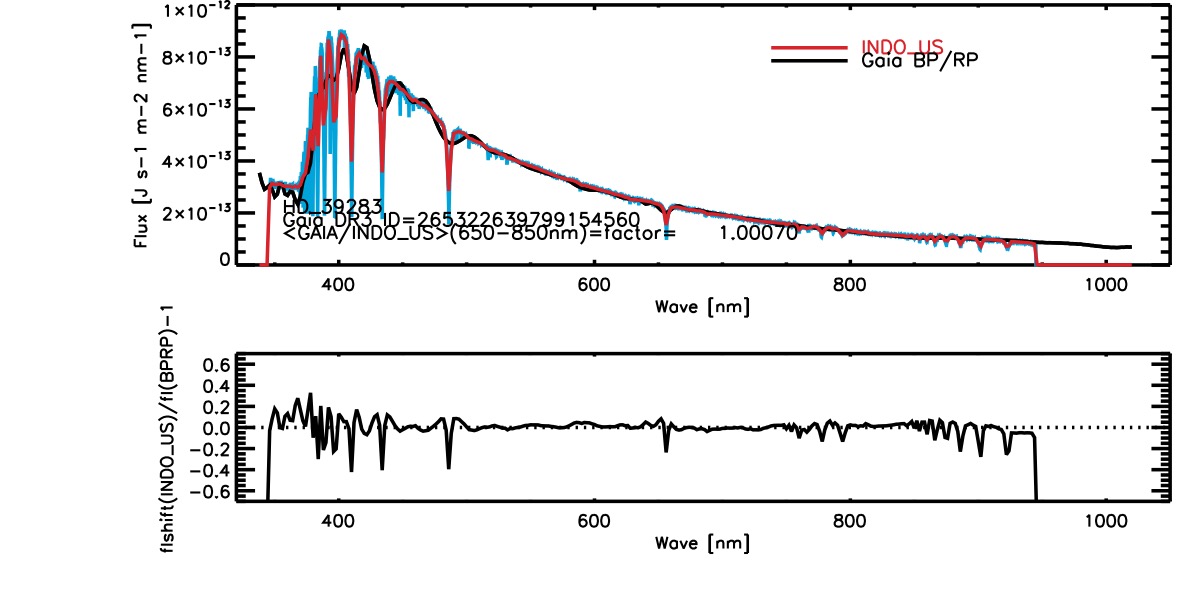 1×10−12
8×10−13
6×10−13
4×10−13
2×10−13
0
Flux [J s−1 m−2 nm−1]
INDO_US
Gaia BP/RP
HD_39283
Gaia DR3 ID=2653226397991545​60
<GAIA/INDO_US>(650−850nm)=factor= 1.00070
400 600 800 1000
Wave [nm]
0.6
0.4
0.2
0.0
−0.2
−0.4
−0.6
flshift(INDO_US)/fl(BPRP)−1
400 600 800 1000
Wave [nm]